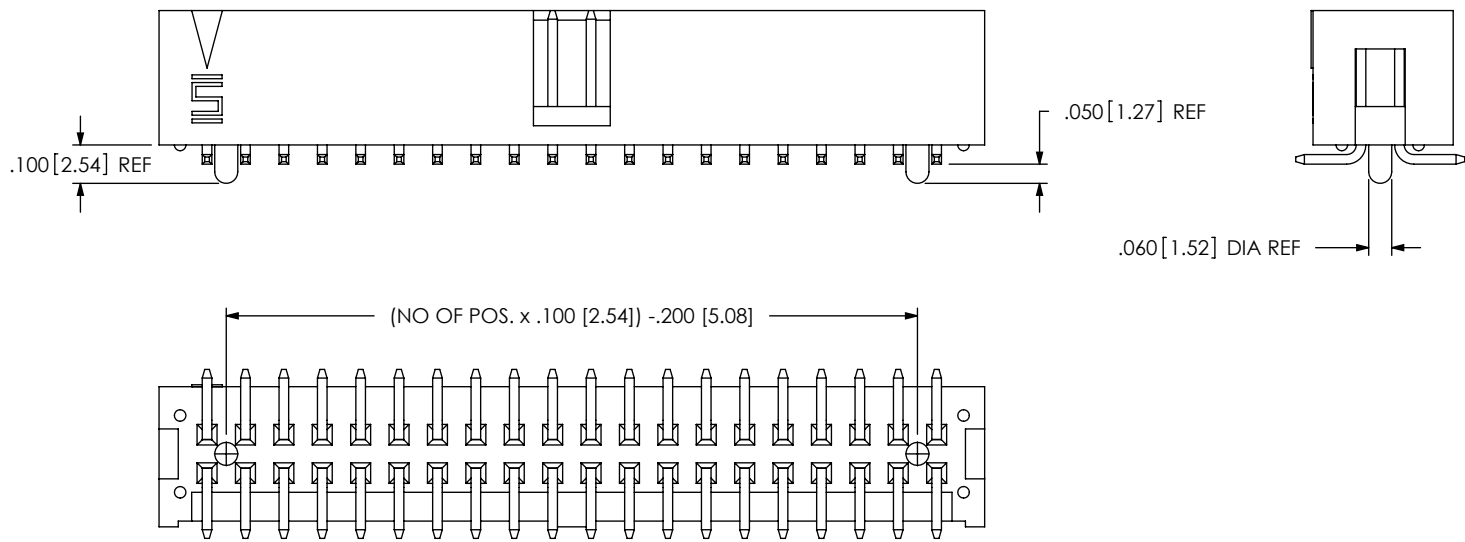 .050[1.27] REF
.100[2.54] REF
.060[1.52] DIA REF
(NO OF POS. x .100 [2.54]) -.200 [5.08]